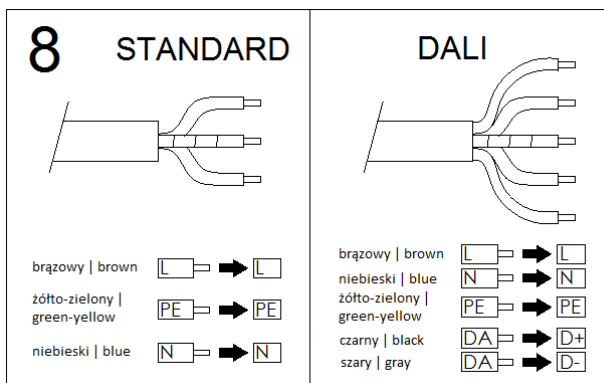 8 STANDARD
brązowy | brown L L
żółto-zielony |
green-yellow PE PE
niebieski | blue N N
DALI
brązowy | brown L L
niebieski | blue N N
żółto-zielony |
green-yellow PE PE
czarny | black DA D+
szary | gray DA D-